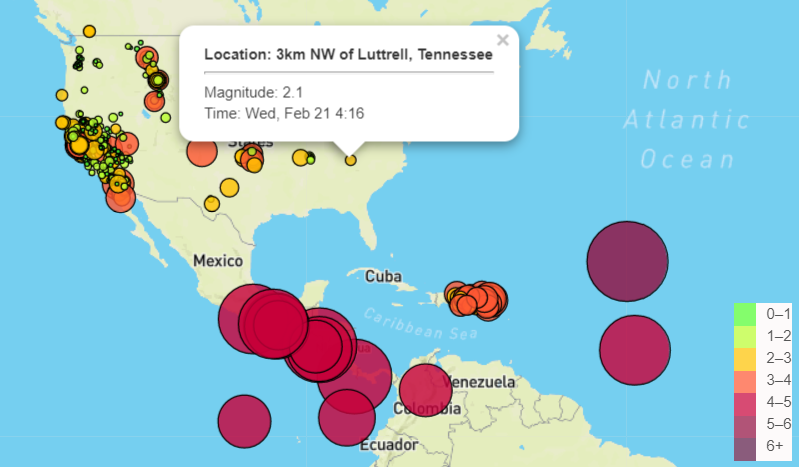 Location: 3km NW of Luttrell, Tennessee
×
Magnitude: 2.1
Time: Wed, Feb 21 4:16
States
North
Atlantic
Ocean
Mexico
Cuba
Caribbean Sea
Venezuela
Colombia
Ecuador
0–1
1–2
2–3
3–4
4–5
5–6
6+